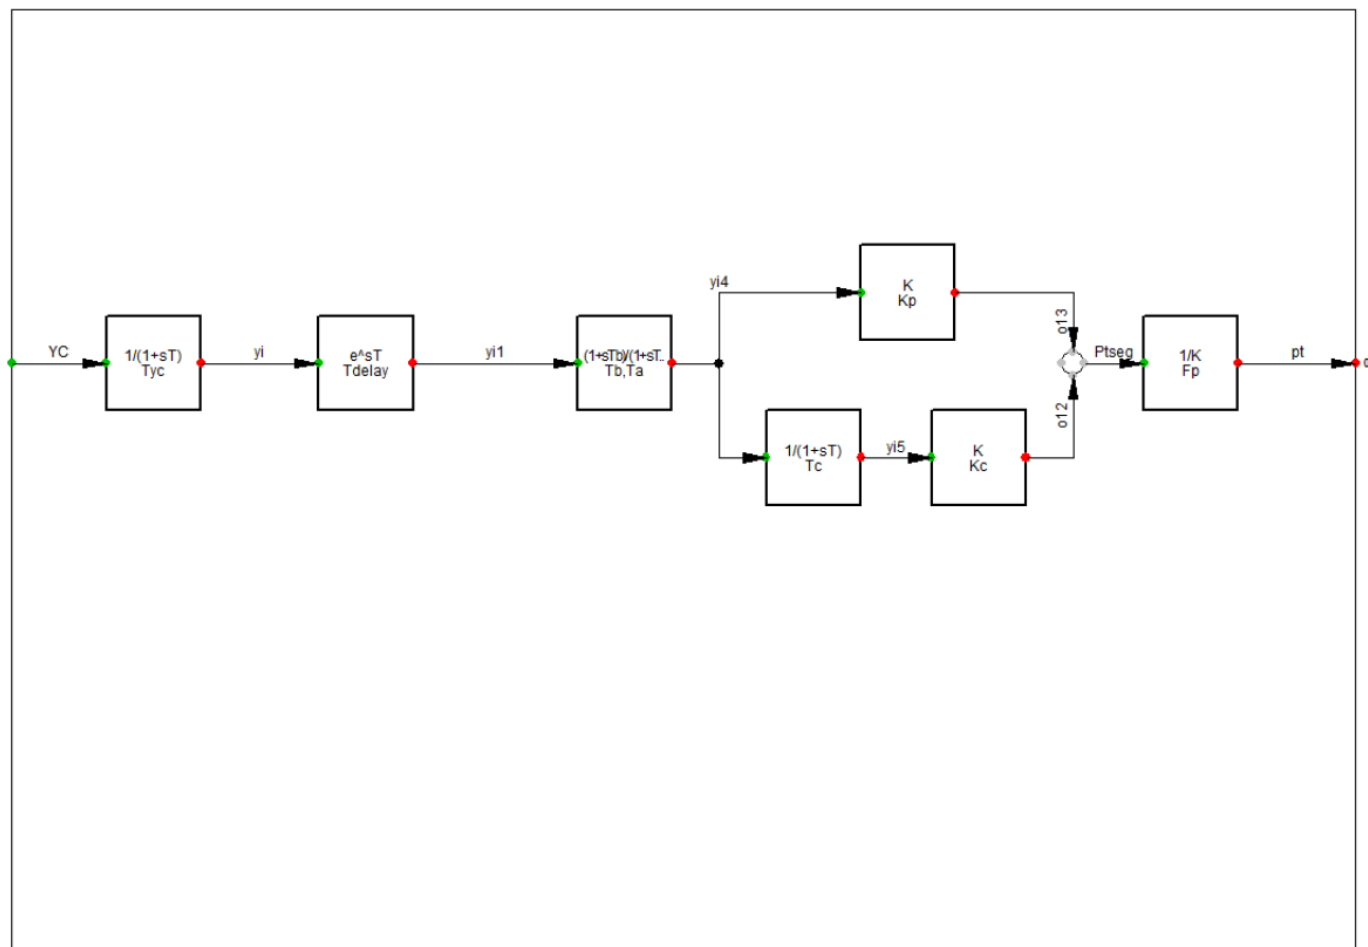 yi4
K
Kp
o13
YC
1/(1+sT)
Tyc
yi
e^sT
Tdelay
yi1
(1+sTb)/(1+sT..
Tb,Ta
Ptseg
1/K
Fp
pt
o12
1/(1+sT)
Tc
yi5
K
Kc